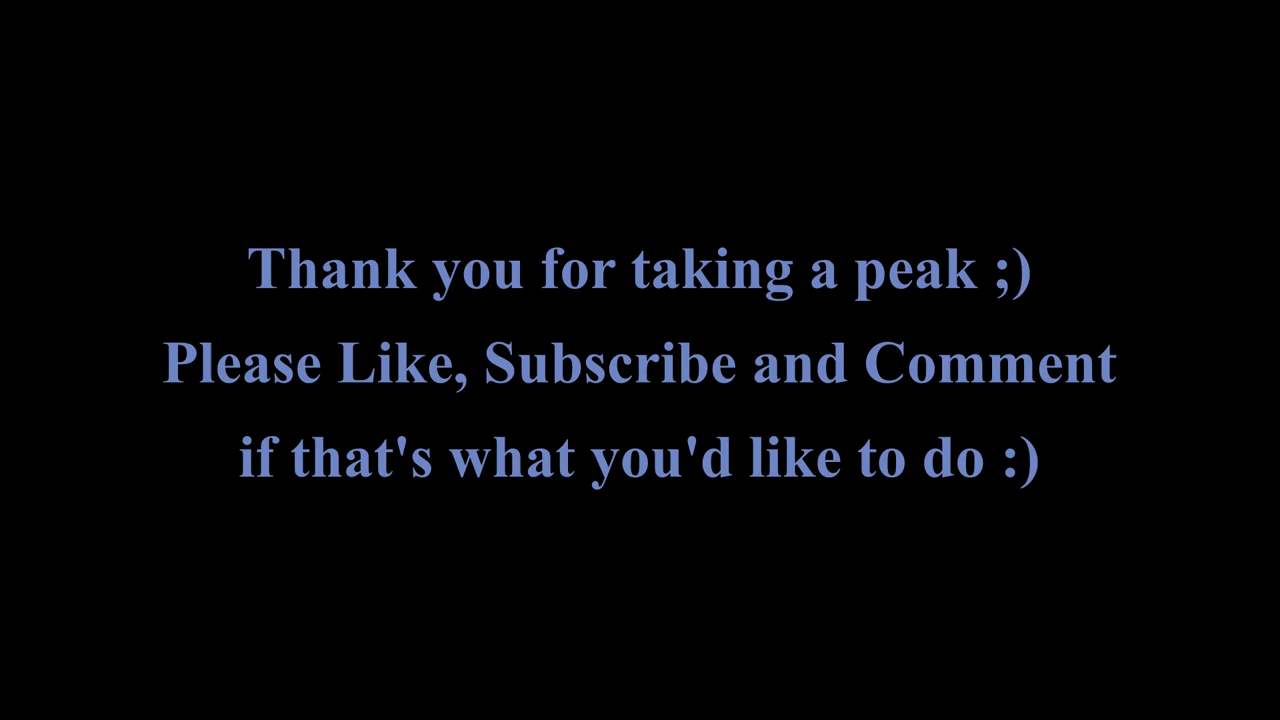 Thank you for taking a peak ;)
Please Like, Subscribe and Comment
if that's what you'd like to do :)